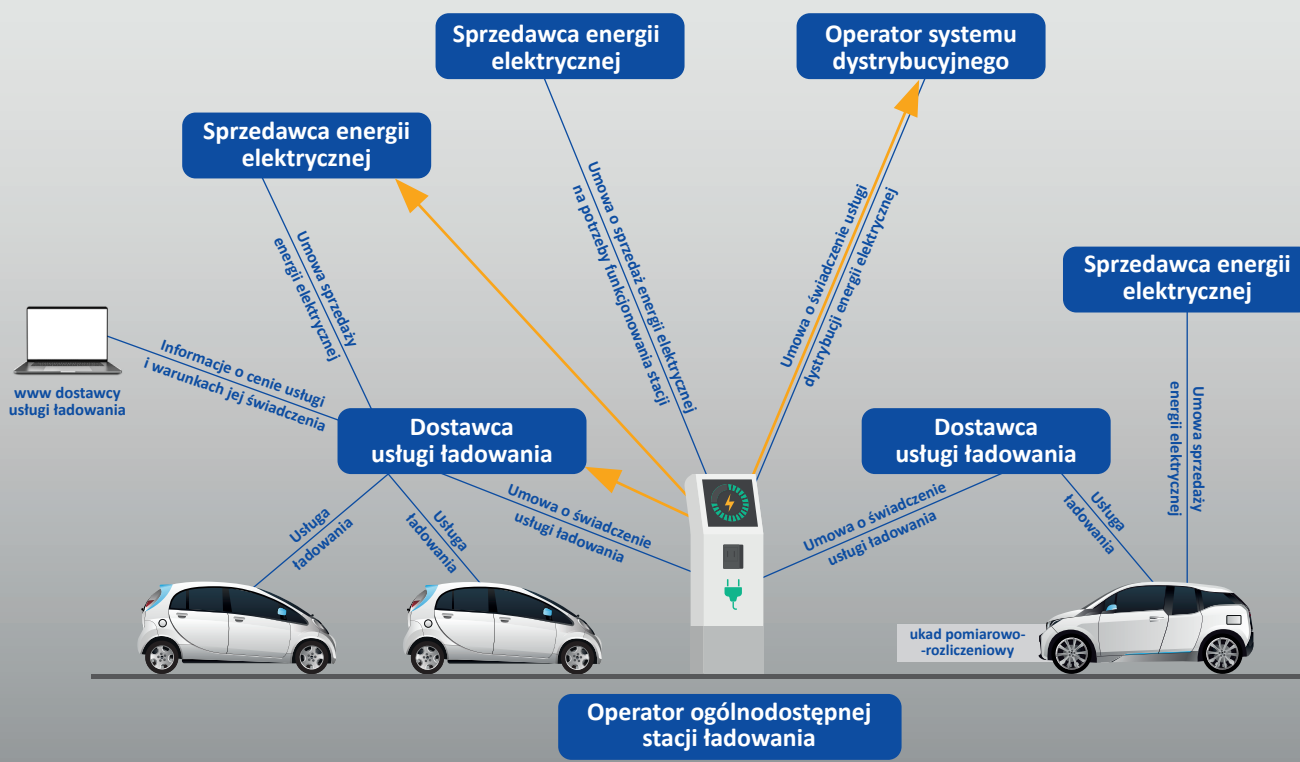 Sprzedawca energii
elektrycznej
Operator systemu
dystrybucyjnego
Sprzedawca energii
elektrycznej
Umowa o sprzedaż energii elektrycznej
na potrzeby funkcjonowania stacji
Umowa o świadczenie usługi
dystrybucji energii elektrycznej
Umowa sprzedaży
energii elektrycznej
Sprzedawca energii
elektrycznej
Informacje o cenie usługi
i warunkach jej świadczenia
www dostawcy
usługi ładowania
Dostawca
usługi ładowania
Dostawca
usługi ładowania
Umowa sprzedaży
energii elektrycznej
Usługa
ładowania
Usługa
ładowania
Umowa o świadczenie
usługi ładowania
Umowa o świadczenie
usługi ładowania
Usługa
ładowania
ukad pomiarowo-
-rozliczeniowy
Operator ogólnodostępnej
stacji ładowania